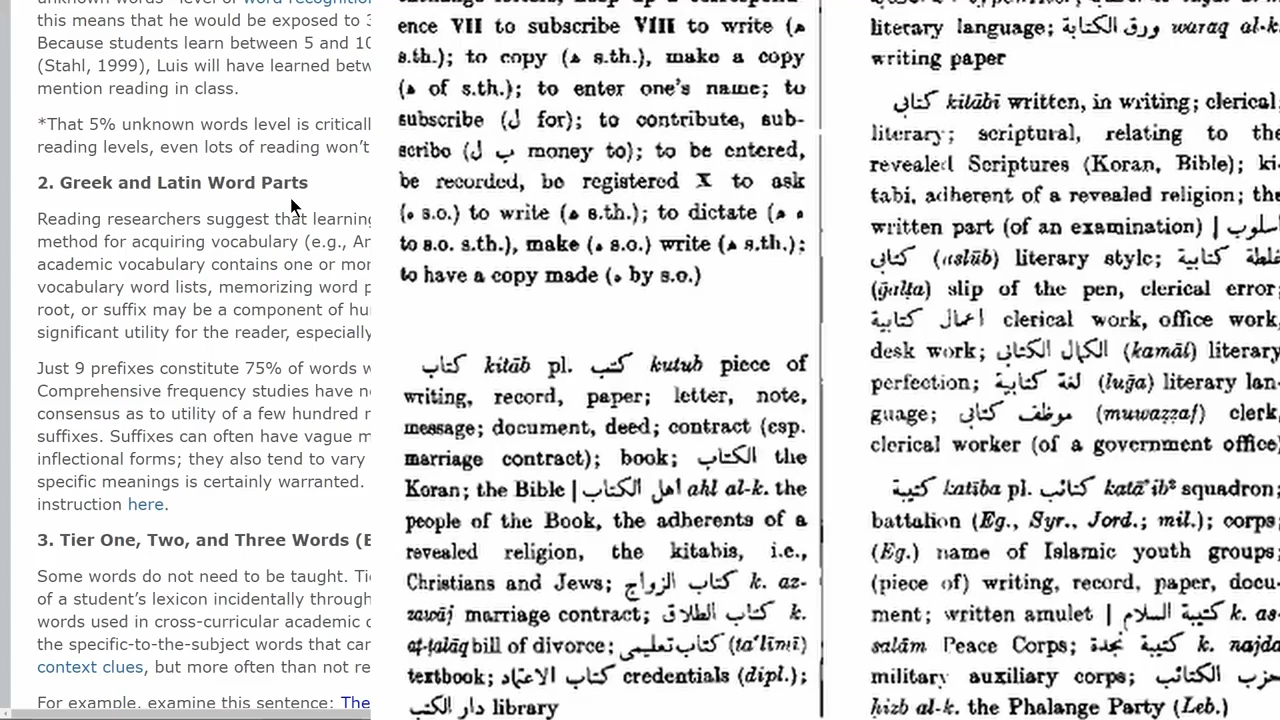 unknown words" level of word recognition
this means that he would be exposed to 3
Because students learn between 5 and 10
(Stahl, 1999), Luis will have learned betw
mention reading in class.
*That 5% unknown words level is critical
reading levels, even lots of reading won't
2. Greek and Latin Word Parts
Reading researchers suggest that learning
method for acquiring vocabulary (e.g., Ar
academic vocabulary contains one or mor
vocabulary word lists, memorizing word p
root, or suffix may be a component of hu
significant utility for the reader, especially
Just 9 prefixes constitute 75% of words w
Comprehensive frequency studies have n
consensus as to utility of a few hundred r
suffixes. Suffixes can often have vague m
inflectional forms; they also tend to vary
specific meanings is certainly warranted.
instruction here.
3. Tier One, Two, and Three Words (B
Some words do not need to be taught. Tie
of a student's lexicon incidentally through
words used in cross-curricular academic c
the specific-to-the-subject words that car
context clues, but more often than not re
For example, examine this sentence: The
ence VII to subscribe VIII to write (ه
s.th.); to copy (ه s.th.), make a copy
(ه of s.th.); to enter one's name; to
subscribe (ل for); to contribute, sub-
scribe (ل ب money to); to be entered,
be recorded, be registered X to ask
(ه s.o.) to write (ه s.th.); to dictate (ه ه
to s.o. s.th.), make (ه s.o.) write (ه s.th.);
to have a copy made (ه by s.o.)
كتاب kitāb pl. كتب kutub piece of
writing, record, paper; letter, note,
message; document, deed; contract (esp.
marriage contract); book; الكتاب the
Koran; the Bible | اهل الكتاب ahl al-k. the
people of the Book, the adherents of a
revealed religion, the kitabis, i.e.,
Christians and Jews; كتاب الزواج k. az-
zawāj marriage contract; كتاب الطلاق k.
aṭ-ṭalāq bill of divorce; كتاب تعليمى (ta'līmī)
textbook; كتاب الاعتماد credentials (dipl.);
دار الكتب library
literary language; ورق الكتابة waraq al-k.
writing paper
كتابى kitābī written, in writing; clerical;
literary; scriptural, relating to the
revealed Scriptures (Koran, Bible); ki-
tabi, adherent of a revealed religion; the
written part (of an examination) | اسلوب
كتابى (uslūb) literary style; غلطة كتابية
(ḡalṭa) slip of the pen, clerical error;
اعمال كتابية clerical work, office work,
desk work; الكمال الكتابى (kamāl) literary
perfection; لغة كتابية (luḡa) literary lan-
guage; موظف كتابى (muwaẓẓaf) clerk,
clerical worker (of a government office)
كتيبة katība pl. كتائب katā'ib² squadron;
battalion (Eg., Syr., Jord.; mil.); corps;
(Eg.) name of Islamic youth groups;
(piece of) writing, record, paper, docu-
ment; written amulet | كتيبة السلام k. as-
salām Peace Corps; كتيبة نجدة k. najda
military auxiliary corps; حزب الكتائب
ḥizb al-k. the Phalange Party (Leb.)